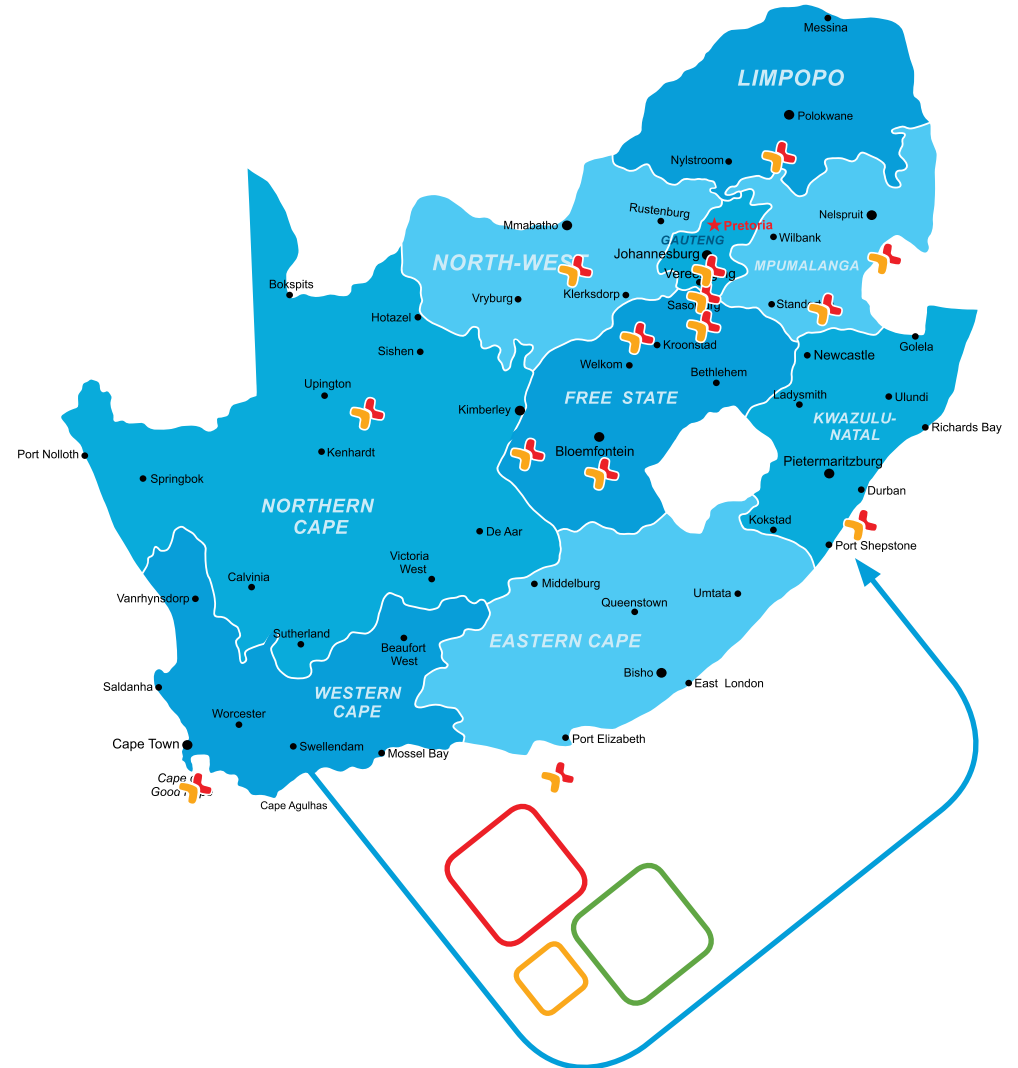 Messina
LIMPOPO
Polokwane
Nylstroom
Rustenburg
Nelspruit
Mmabatho
Pretoria
Wilbank
GAUTENG
Johannesburg
NORTH-WEST
MPUMALANGA
Bokspits
Klerksdorp
Vryburg
Hotazel
Golela
Kroonstad
Sishen
Newcastle
Welkom
Bethlehem
Upington
FREE STATE
Ladysmith
Ulundi
Kimberley
KWAZULU-
NATAL
Richards Bay
Port Nolloth
Kenhardt
Bloemfontein
Pietermaritzburg
Springbok
Durban
NORTHERN
CAPE
Kokstad
De Aar
Port Shepstone
Victoria
West
Calvinia
Middelburg
Vanrhynsdorp
Umtata
Queenstown
Sutherland
EASTERN CAPE
Beaufort
West
Bisho
Saldanha
East London
WESTERN
CAPE
Worcester
Port Elizabeth
Cape Town
Swellendam
Mossel Bay
Cape
Good
Cape Agulhas